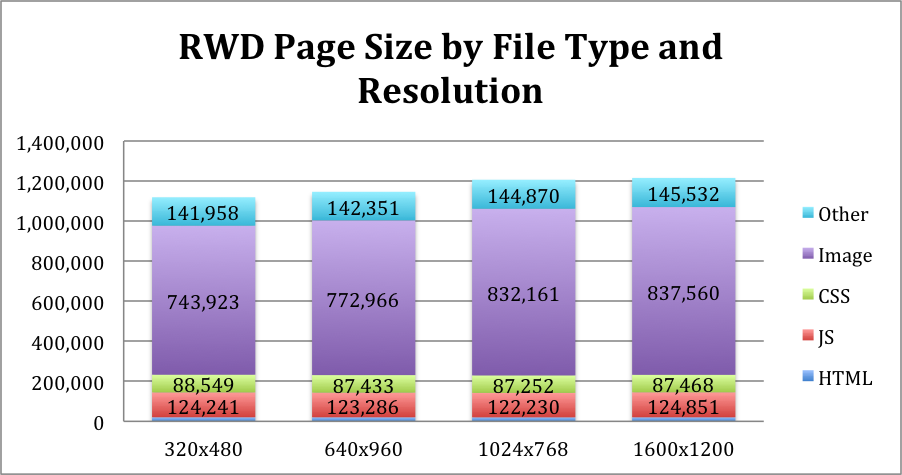 RWD Page Size by File Type and
Resolution
1,400,000
1,200,000
1,000,000
800,000
600,000
400,000
200,000
0
141,958 142,351 144,870 145,532
743,923 772,966 832,161 837,560
88,549 87,433 87,252 87,468
124,241 123,286 122,230 124,851
320x480 640x960 1024x768 1600x1200
Other
Image
CSS
JS
HTML